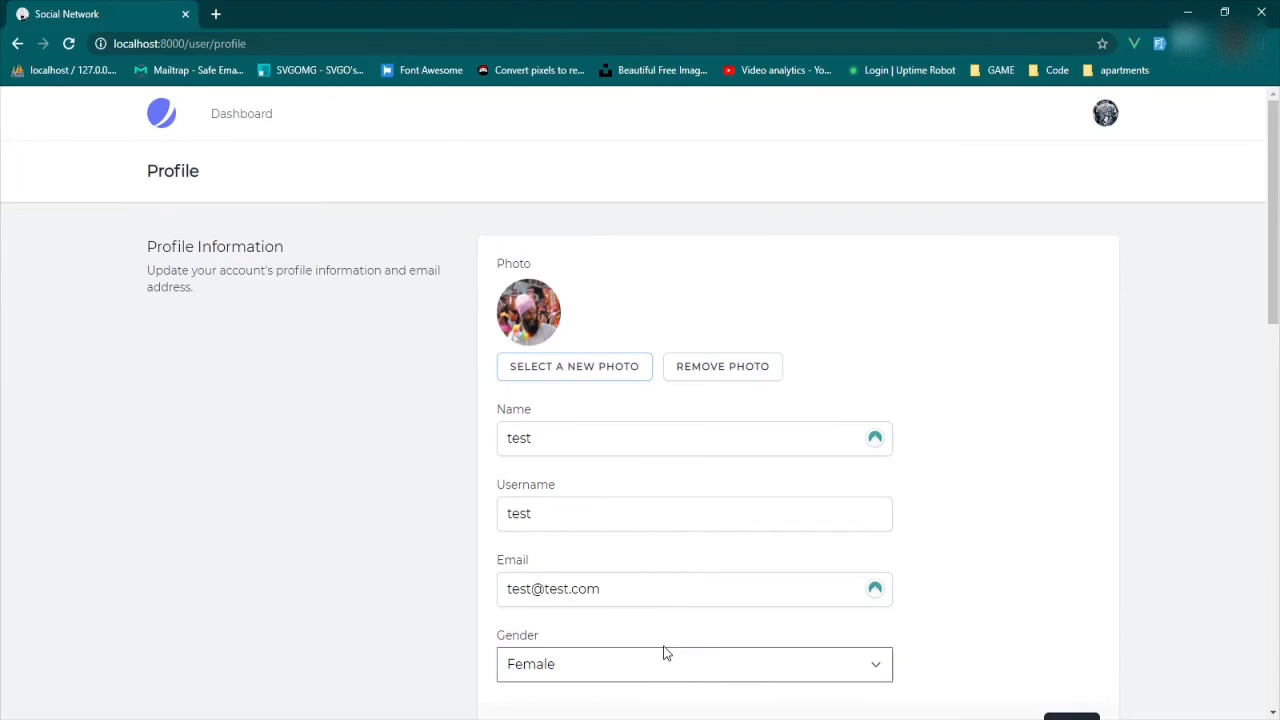 Social Network
localhost:8000/user/profile
localhost / 127.0.0... Mailtrap - Safe Ema... SVGOMG - SVGO's... Font Awesome Convert pixels to re... Beautiful Free Imag... Video analytics - Yo... Login | Uptime Robot GAME Code apartments
Dashboard
Profile
Profile Information
Update your account's profile information and email
address.
Photo
SELECT A NEW PHOTO REMOVE PHOTO
Name
test
Username
test
Email
test@test.com
Gender
Female